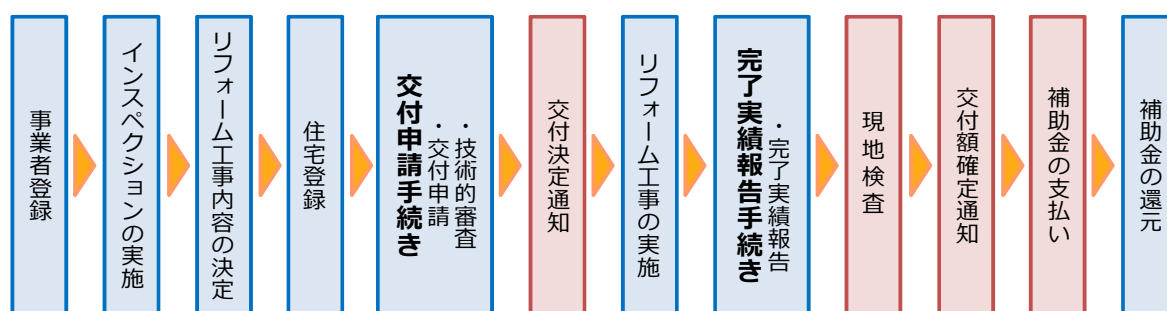 事業者登録
インスペクションの実施
リフォーム工事内容の決定
住宅登録
交付申請手続き
・技術的審査
・交付申請
交付決定通知
リフォーム工事の実施
完了実績報告手続き
・完了実績報告
現地検査
交付額確定通知
補助金の支払い
補助金の還元